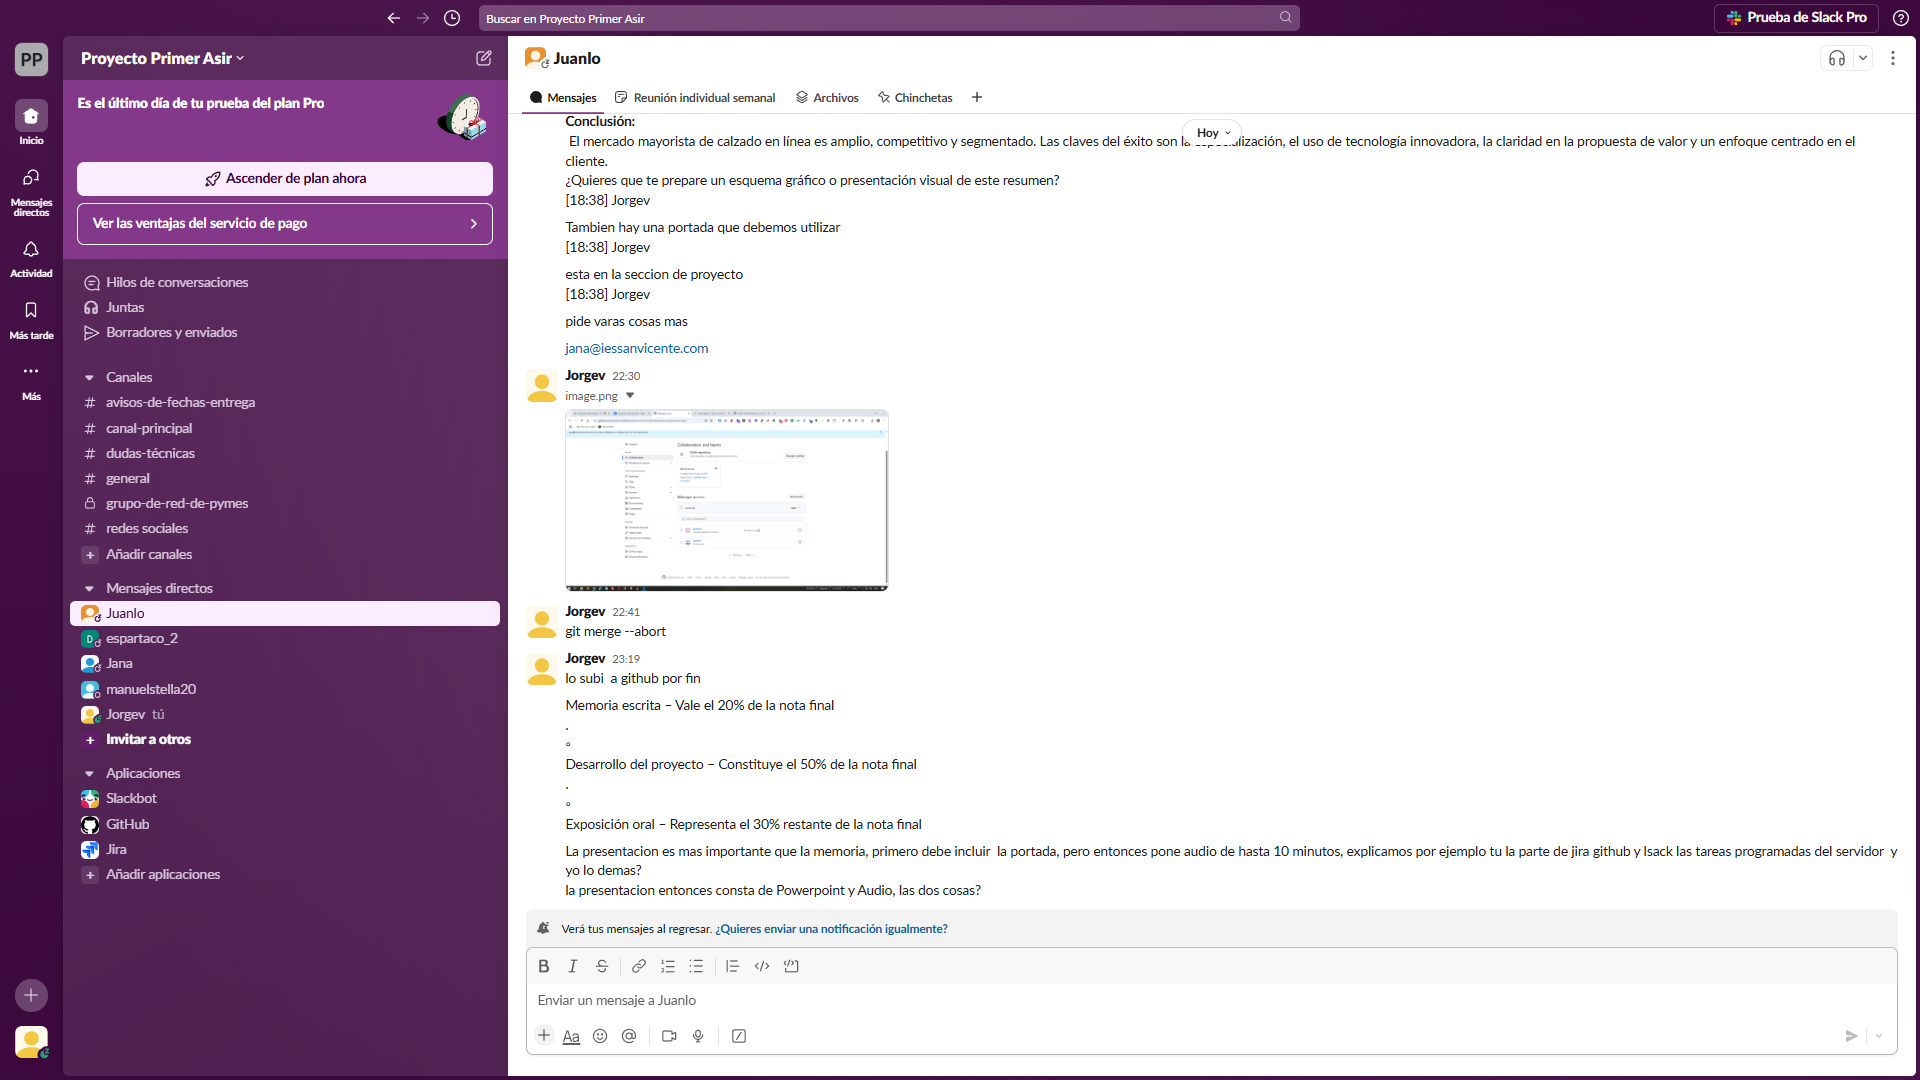 Buscar en Proyecto Primer Asir
Prueba de Slack Pro
PP
Inicio
Mensajes
directos
Actividad
Más tarde
Más
Proyecto Primer Asir
Es el último día de tu prueba del plan Pro
Ascender de plan ahora
Ver las ventajas del servicio de pago
Hilos de conversaciones
Juntas
Borradores y enviados
Canales
# avisos-de-fechas-entrega
# canal-principal
# dudas-técnicas
# general
grupo-de-red-de-pymes
# redes sociales
+ Añadir canales
Mensajes directos
Juanlo
D espartaco_2
Jana
manuelstella20
Jorgev tú
+ Invitar a otros
Aplicaciones
Slackbot
GitHub
Jira
+ Añadir aplicaciones
Juanlo
Mensajes
Reunión individual semanal
Archivos
Chinchetas
+
Hoy
Conclusión:
El mercado mayorista de calzado en línea es amplio, competitivo y segmentado. Las claves del éxito son la especialización, el uso de tecnología innovadora, la claridad en la propuesta de valor y un enfoque centrado en el
cliente.
¿Quieres que te prepare un esquema gráfico o presentación visual de este resumen?
[18:38] Jorgev
Tambien hay una portada que debemos utilizar
[18:38] Jorgev
esta en la seccion de proyecto
[18:38] Jorgev
pide varas cosas mas
jana@iessanvicente.com
Jorgev 22:30
image.png
Jorgev 22:41
git merge --abort
Jorgev 23:19
lo subi a github por fin
Memoria escrita – Vale el 20% de la nota final
.
°
Desarrollo del proyecto – Constituye el 50% de la nota final
.
°
Exposición oral – Representa el 30% restante de la nota final
La presentacion es mas importante que la memoria, primero debe incluir la portada, pero entonces pone audio de hasta 10 minutos, explicamos por ejemplo tu la parte de jira github y lsack las tareas programadas del servidor y
yo lo demas?
la presentacion entonces consta de Powerpoint y Audio, las dos cosas?
Verá tus mensajes al regresar. ¿Quieres enviar una notificación igualmente?
Enviar un mensaje a Juanlo
Aa